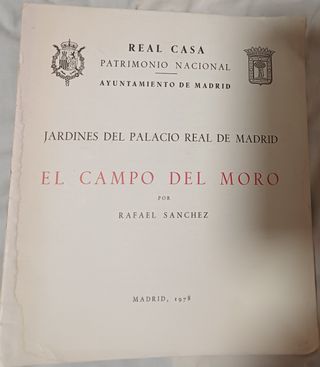 REAL CASA
PATRIMONIO NACIONAL
AYUNTAMIENTO DE MADRID
JARDINES DEL PALACIO REAL DE MADRID
EL CAMPO DEL MORO
POR
RAFAEL SANCHEZ
MADRID, 1978